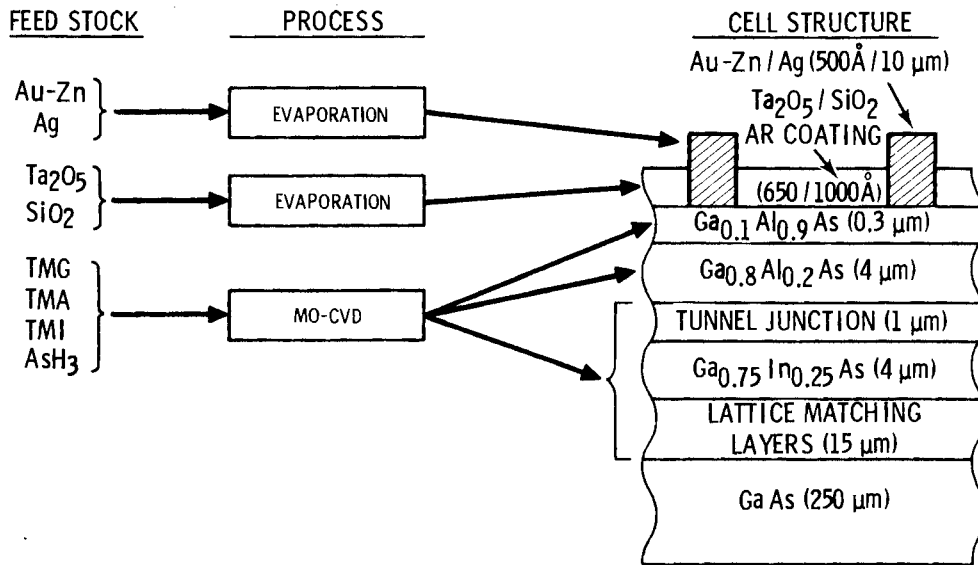 FEED STOCK
PROCESS
CELL STRUCTURE
Au-Zn
Ag
EVAPORATION
Au-Zn/Ag (500Å/10 µm)
Ta₂O₅/SiO₂
AR COATING
(650/1000Å)
Ta₂O₅
SiO₂
EVAPORATION
Ga₀.₁ Al₀.₉ As (0.3 µm)
Ga₀.₈ Al₀.₂ As (4 µm)
TMG
TMA
TMI
AsH₃
MO-CVD
TUNNEL JUNCTION (1 µm)
Ga₀.₇₅ In₀.₂₅ As (4 µm)
LATTICE MATCHING
LAYERS (15 µm)
GaAs (250 µm)